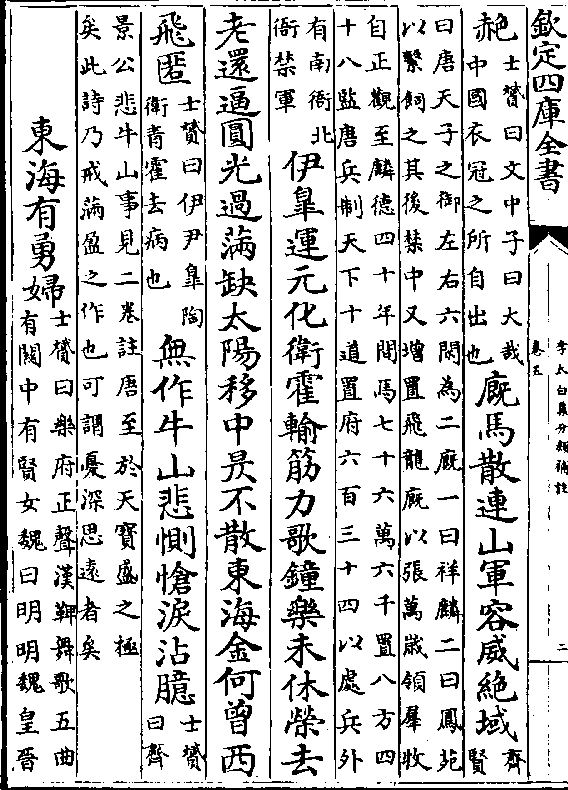 欽定四庫全書
李太白集分類補註
卷五
二
赩士贇曰文中子曰大哉中國衣冠之所自出也廐馬散連山軍容威絶域齊賢
曰唐天子之御左右六閑為二廐一曰祥麟二曰鳳苑
以繫飼之其後禁中又增置飛龍廐以張萬歳領羣牧
自正觀至麟德四十年間馬七十六萬六千置八方四
十八監唐兵制天下十道置府六百三十四以處兵外
有南衙北衙禁軍伊臯運元化衛霍輸筋力歌鐘樂未休榮去
老還逼圓光過滿缺太陽移中昃不散東海金何曾西
飛匿士贇曰伊尹臯陶衛青霍去病也無作牛山悲惻愴淚沾臆士贇曰齊
景公悲牛山事見二卷註唐至於天寶盛之極
矣此詩乃戒滿盈之作也可謂憂深思遠者矣
東海有勇婦士贇曰樂府正聲漢鞞舞歌五曲有關中有賢女魏曰明明魏皇晉